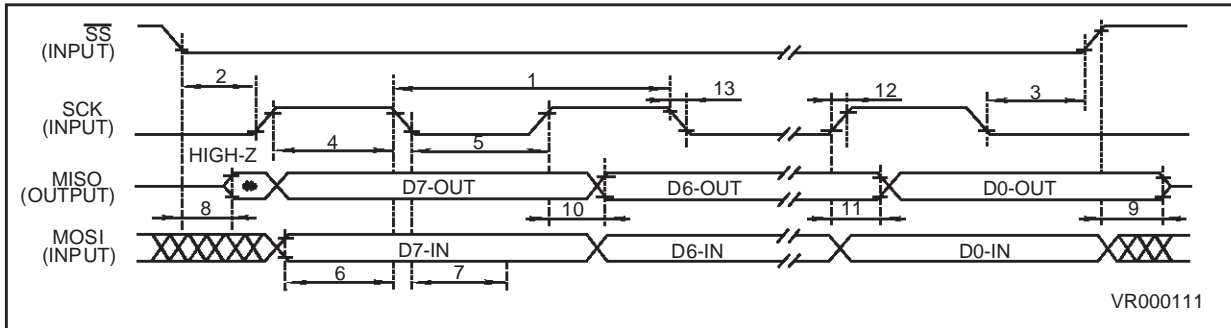 SS
(INPUT)
2
1
13
12
3
SCK
(INPUT)
4
5
HIGH-Z
MISO
(OUTPUT)
D7-OUT
D6-OUT
D0-OUT
8
10
11
9
MOSI
(INPUT)
D7-IN
D6-IN
D0-IN
6
7
VR000111